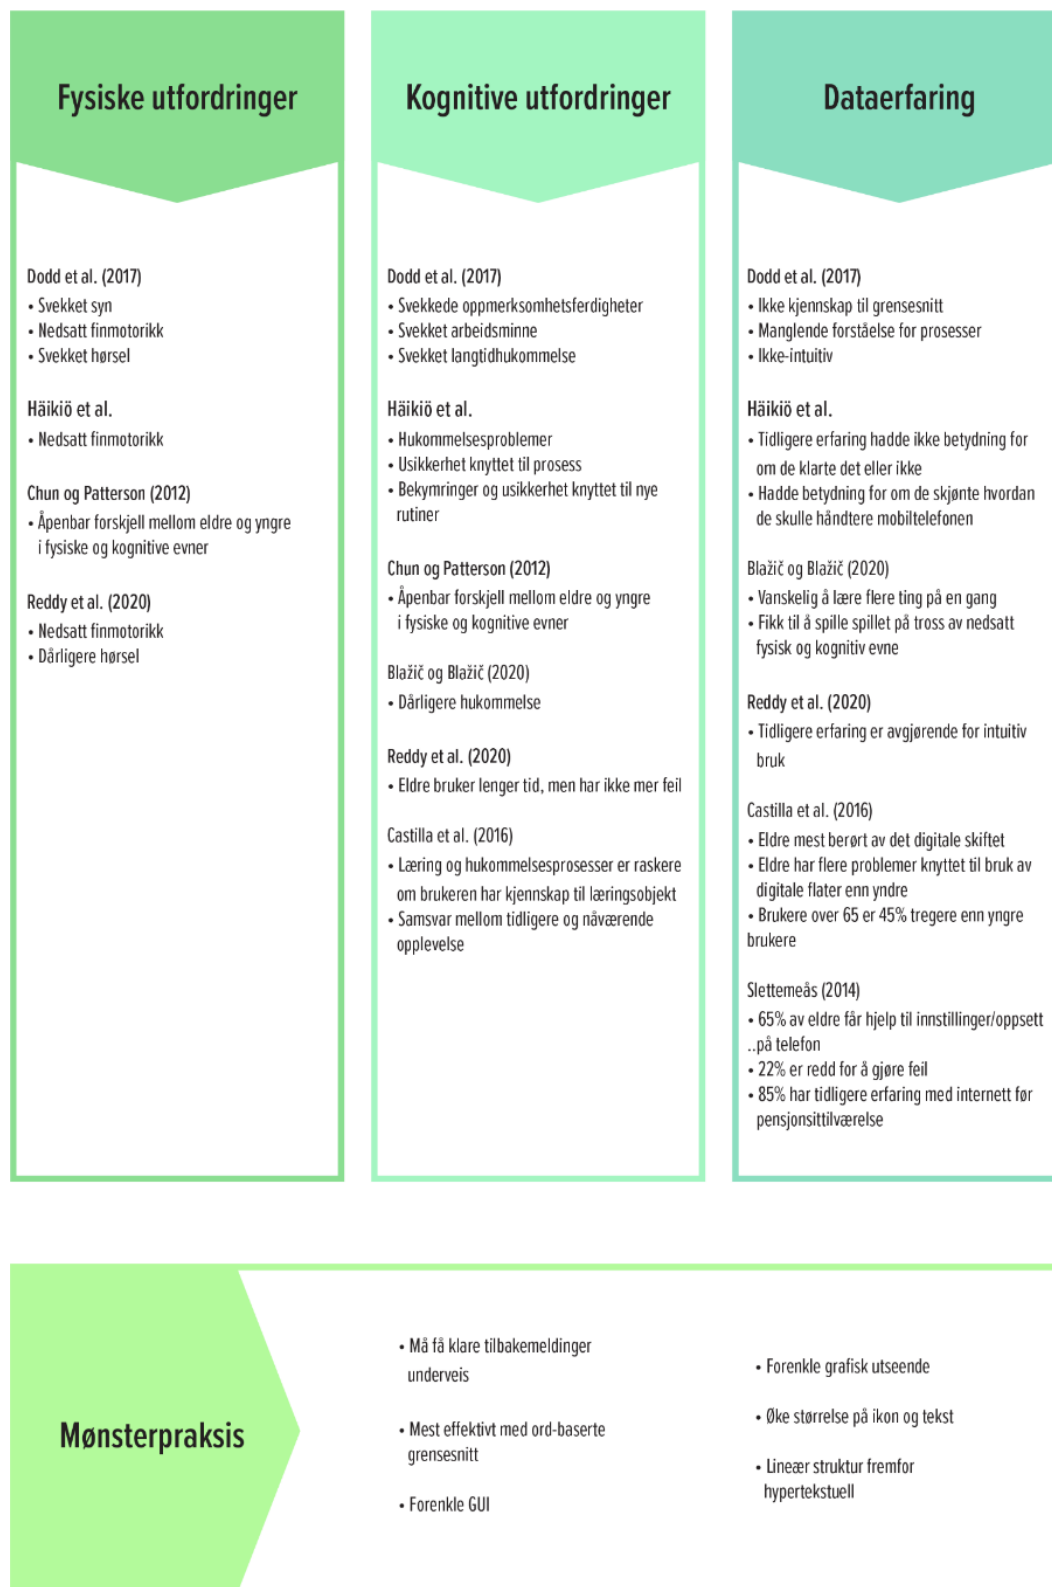 Fysiske utfordringer
Dodd et al. (2017)
• Svekket syn
• Nedsatt finmotorikk
• Svekket hørsel
Häikiö et al.
• Nedsatt finmotorikk
Chun og Patterson (2012)
• Åpenbar forskjell mellom eldre og yngre
i fysiske og kognitive evner
Reddy et al. (2020)
• Nedsatt finmotorikk
• Dårligere hørsel
Kognitive utfordringer
Dodd et al. (2017)
• Svekkede oppmerksomhetsferdigheter
• Svekket arbeidsminne
• Svekket langtidhukommelse
Häikiö et al.
• Hukommelsesproblemer
• Usikkerhet knyttet til prosess
• Bekymringer og usikkerhet knyttet til nye
rutiner
Chun og Patterson (2012)
• Åpenbar forskjell mellom eldre og yngre
i fysiske og kognitive evner
Blažič og Blažič (2020)
• Dårligere hukommelse
Reddy et al. (2020)
• Eldre bruker lenger tid, men har ikke mer feil
Castilla et al. (2016)
• Læring og hukommelsesprosesser er raskere
om brukeren har kjennskap til læringsobjekt
• Samsvar mellom tidligere og nåværende
opplevelse
Dataerfaring
Dodd et al. (2017)
• Ikke kjennskap til grensesnitt
• Manglende forståelse for prosesser
• Ikke-intuitiv
Häikiö et al.
• Tidligere erfaring hadde ikke betydning for
om de klarte det eller ikke
• Hadde betydning for om de skjønte hvordan
de skulle håndtere mobiltelefonen
Blažič og Blažič (2020)
• Vanskelig å lære flere ting på en gang
• Fikk til å spille spillet på tross av nedsatt
fysisk og kognitiv evne
Reddy et al. (2020)
• Tidligere erfaring er avgjørende for intuitiv
bruk
Castilla et al. (2016)
• Eldre mest berørt av det digitale skiftet
• Eldre har flere problemer knyttet til bruk av
digitale flater enn yndre
• Brukere over 65 er 45% tregere enn yngre
brukere
Slettemeås (2014)
• 65% av eldre får hjelp til innstillinger/oppsett
..på telefon
• 22% er redd for å gjøre feil
• 85% har tidligere erfaring med internett før
pensjonsittilværelse
Mønsterpraksis
• Må få klare tilbakemeldinger
underveis
• Mest effektivt med ord-baserte
grensesnitt
• Forenkle GUI
• Forenkle grafisk utseende
• Øke størrelse på ikon og tekst
• Lineær struktur fremfor
hypertekstuell